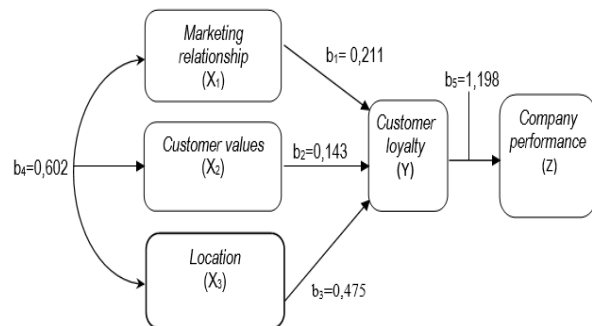 Marketing
relationship
(X₁)
b₁= 0,211
b₅=1,198
Customer values
(X₂)
b₂=0,143
b₄=0,602
Customer
loyalty
(Y)
Company
performance
(Z)
Location
(X₃)
b₃=0,475